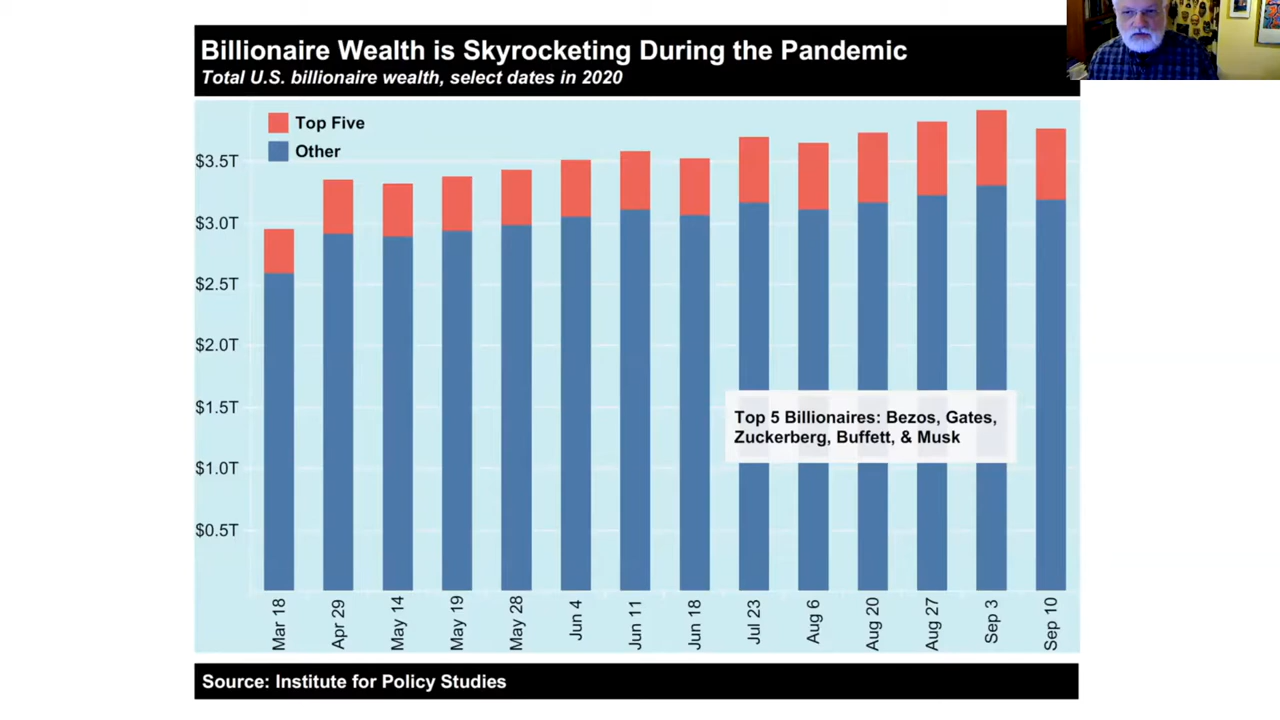 Billionaire Wealth is Skyrocketing During the Pandemic
Total U.S. billionaire wealth, select dates in 2020
Top Five
Other
$3.5T
$3.0T
$2.5T
$2.0T
$1.5T
$1.0T
$0.5T
Top 5 Billionaires: Bezos, Gates,
Zuckerberg, Buffett, & Musk
Mar 18
Apr 29
May 14
May 19
May 28
Jun 4
Jun 11
Jun 18
Jul 23
Aug 6
Aug 20
Aug 27
Sep 3
Sep 10
Source: Institute for Policy Studies